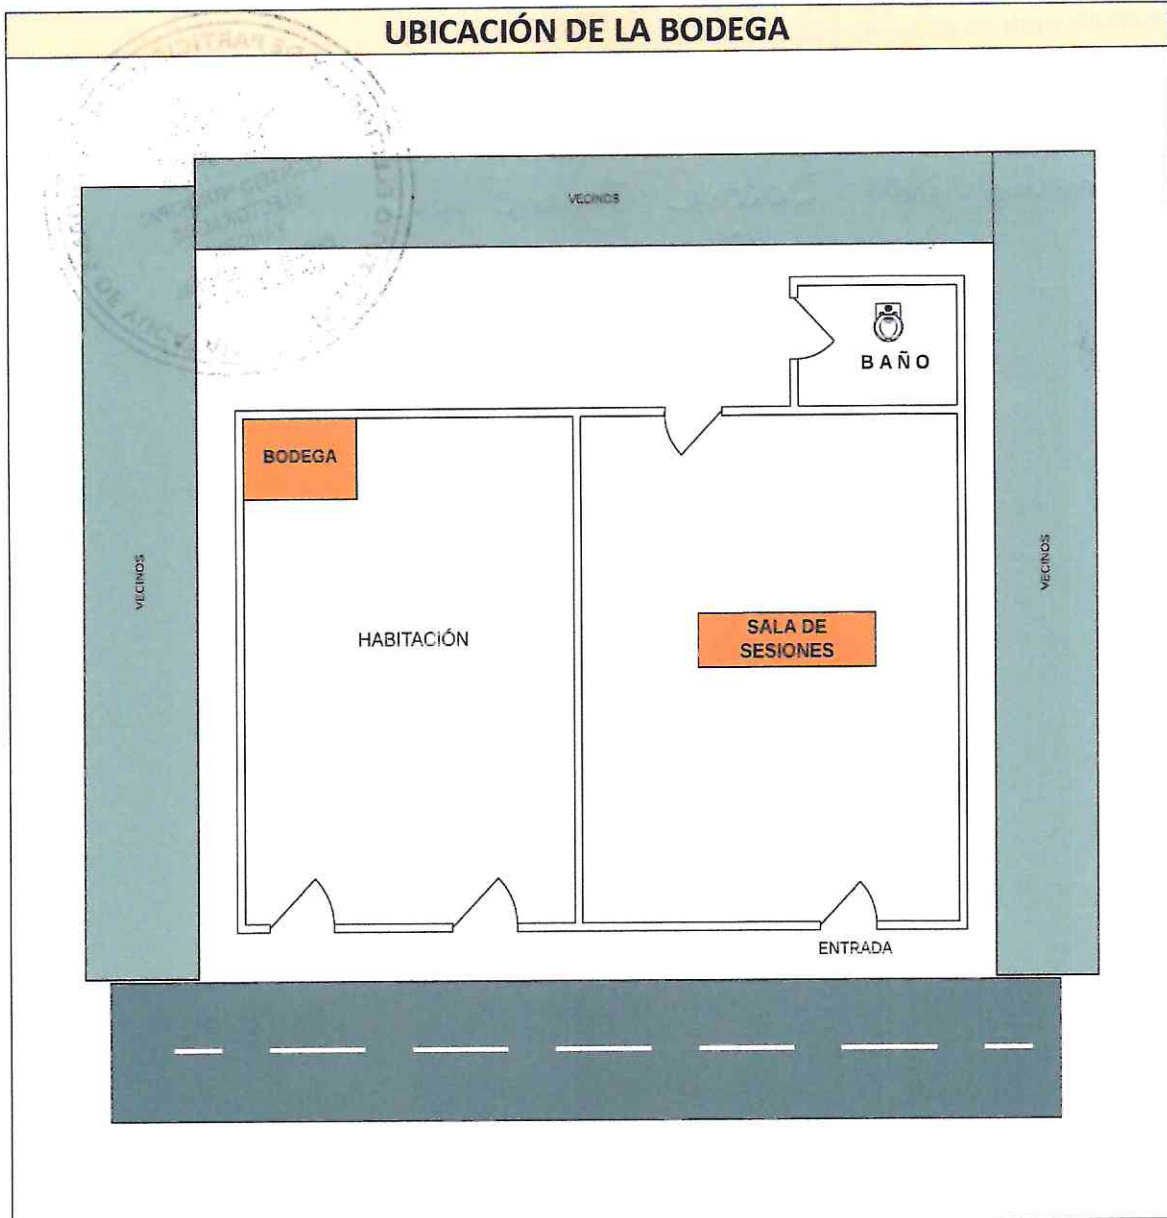 UBICACIÓN DE LA BODEGA
VECINOS
BAÑO
BODEGA
VECINOS
VECINOS
HABITACIÓN
SALA DE
SESIONES
ENTRADA